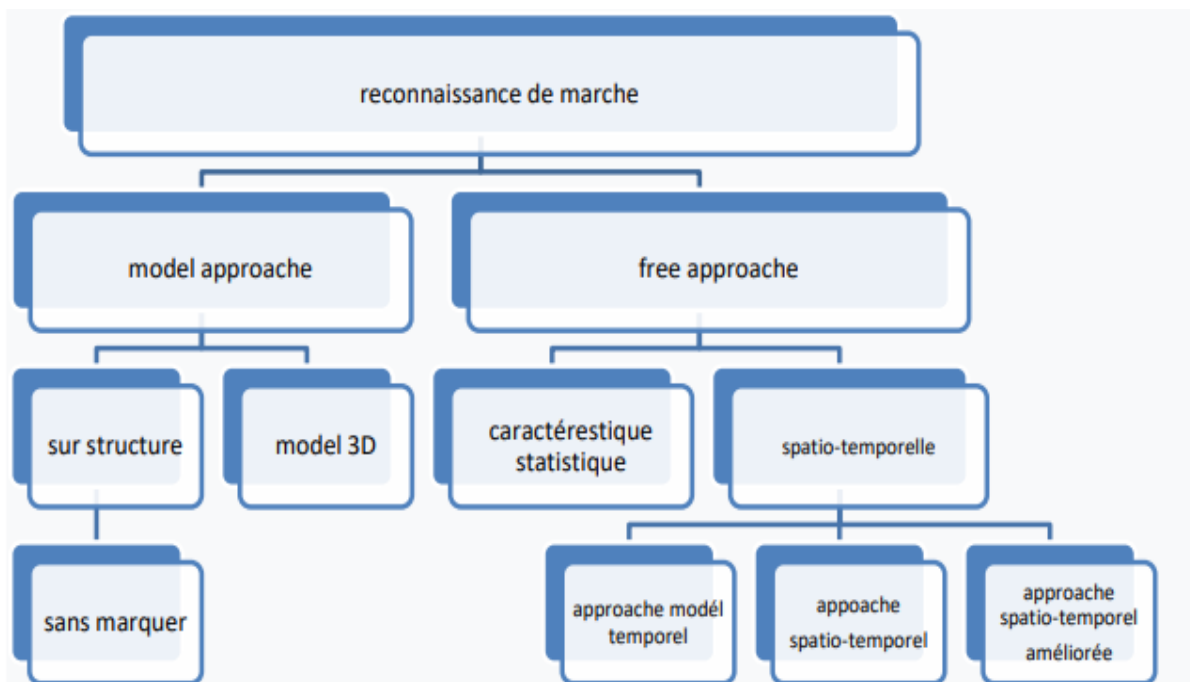 reconnaissance de marche
model approache
free approache
sur structure
model 3D
caractérestique
statistique
spatio-temporelle
sans marquer
approache modél
temporel
appoache
spatio-temporel
approache
spatio-temporel
améliorée